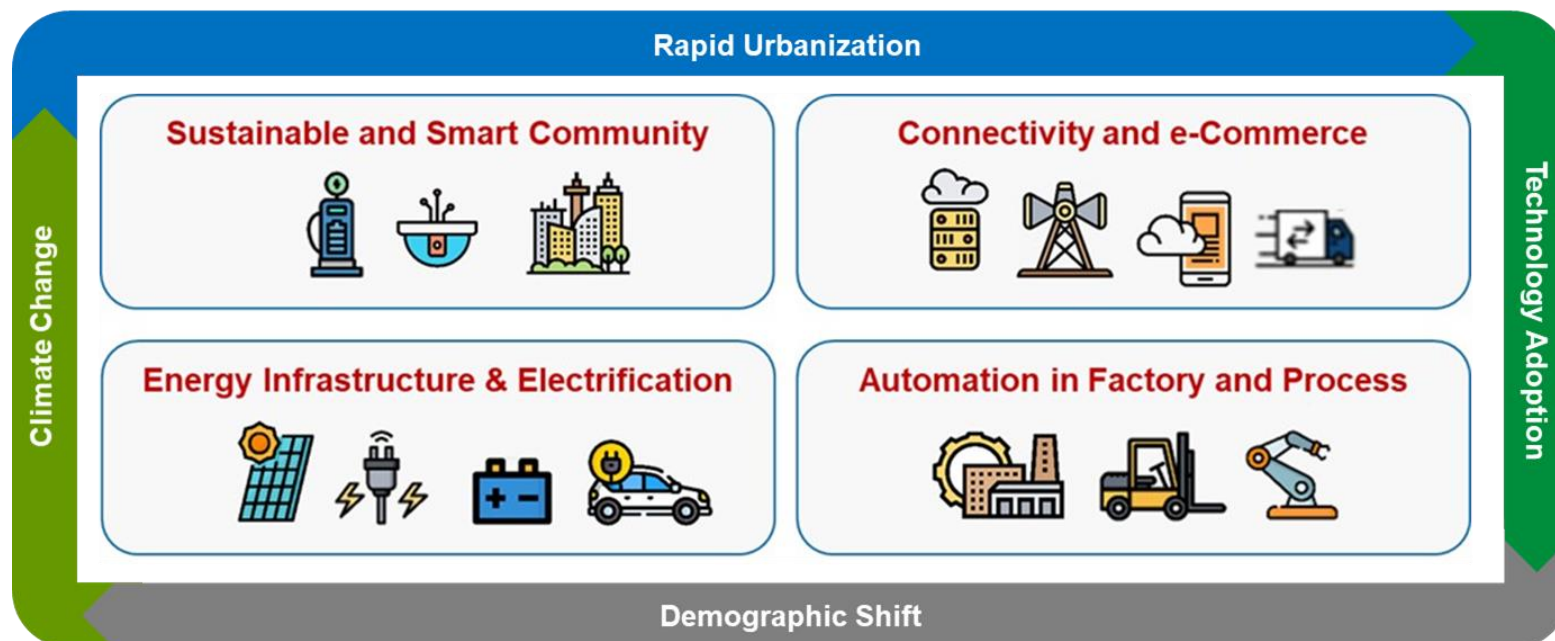 Rapid Urbanization
Sustainable and Smart Community
Connectivity and e-Commerce
Climate Change
Technology Adoption
Energy Infrastructure & Electrification
Automation in Factory and Process
Demographic Shift